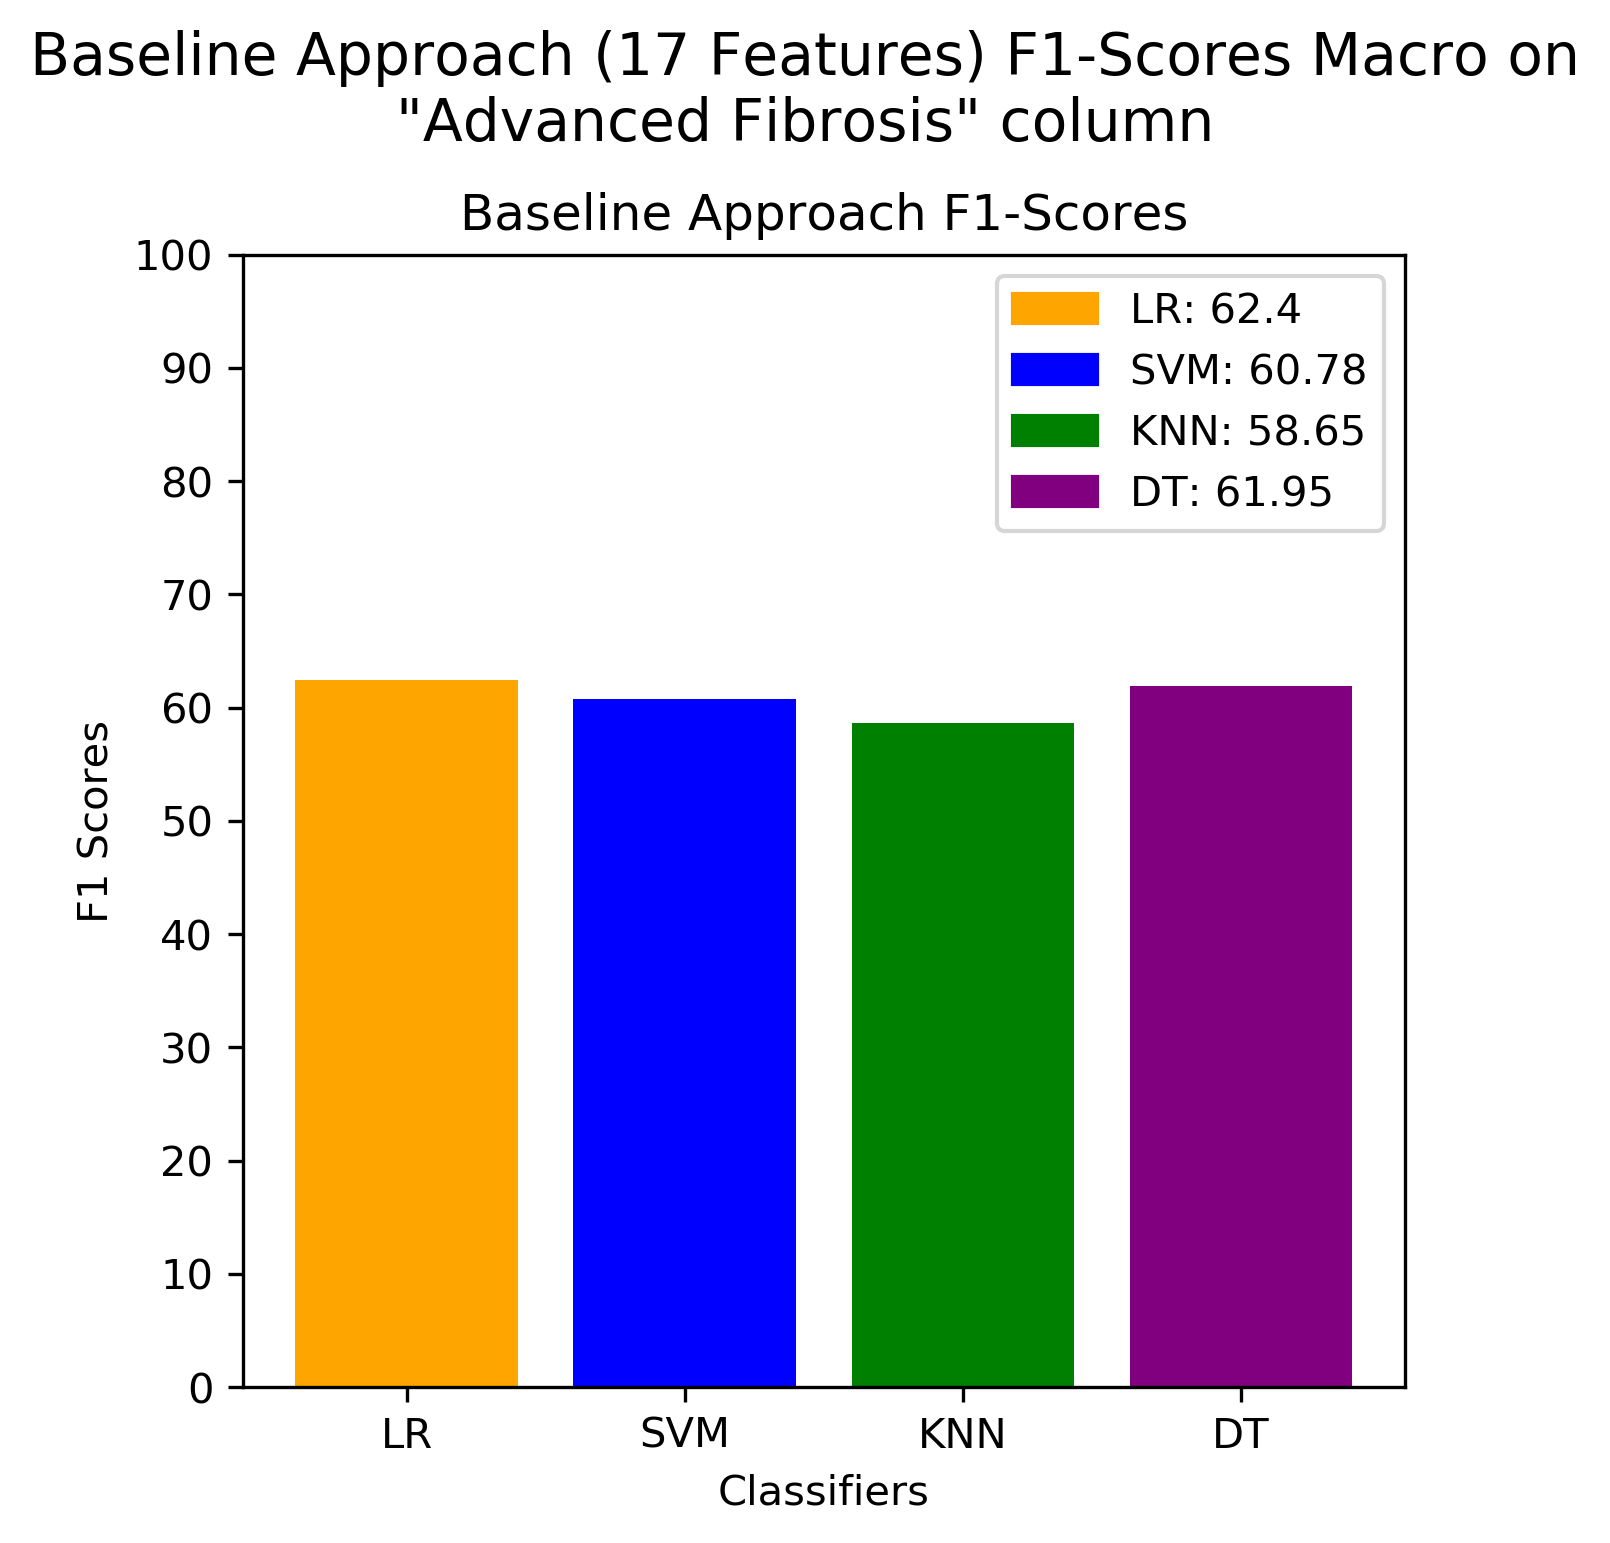 Baseline Approach (17 Features) F1-Scores Macro on
"Advanced Fibrosis" column
Baseline Approach F1-Scores
100
90
80
70
60
50
40
30
20
10
0
F1 Scores
LR: 62.4
SVM: 60.78
KNN: 58.65
DT: 61.95
LR
SVM
KNN
DT
Classifiers